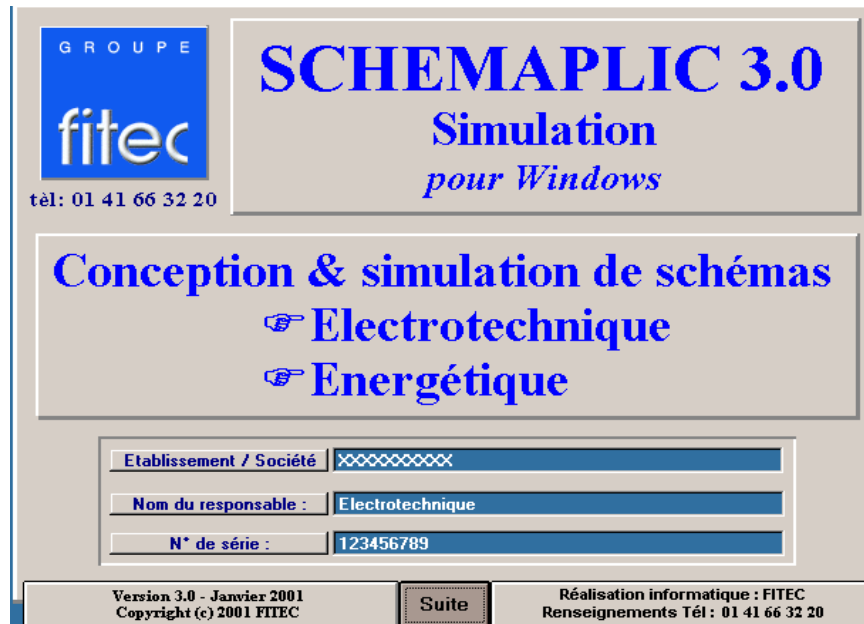 GROUPE
fitec
tèl: 01 41 66 32 20
SCHEMAPLIC 3.0
Simulation
pour Windows
Conception & simulation de schémas
☞Electrotechnique
☞Energétique
Etablissement / Société
XXXXXXXXXX
Nom du responsable :
Electrotechnique
N° de série :
123456789
Version 3.0 - Janvier 2001
Copyright (c) 2001 FITEC
Suite
Réalisation informatique : FITEC
Renseignements Tél : 01 41 66 32 20